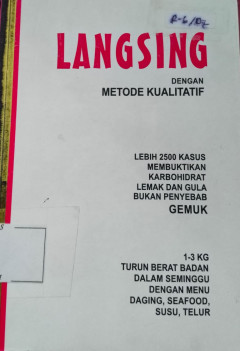 LANGSING
DENGAN
METODE KUALITATIF
LEBIH 2500 KASUS
MEMBUKTIKAN
KARBOHIDRAT
LEMAK DAN GULA
BUKAN PENYEBAB
GEMUK
1-3 KG
TURUN BERAT BADAN
DALAM SEMINGGU
DENGAN MENU
DAGING, SEAFOOD,
SUSU, TELUR